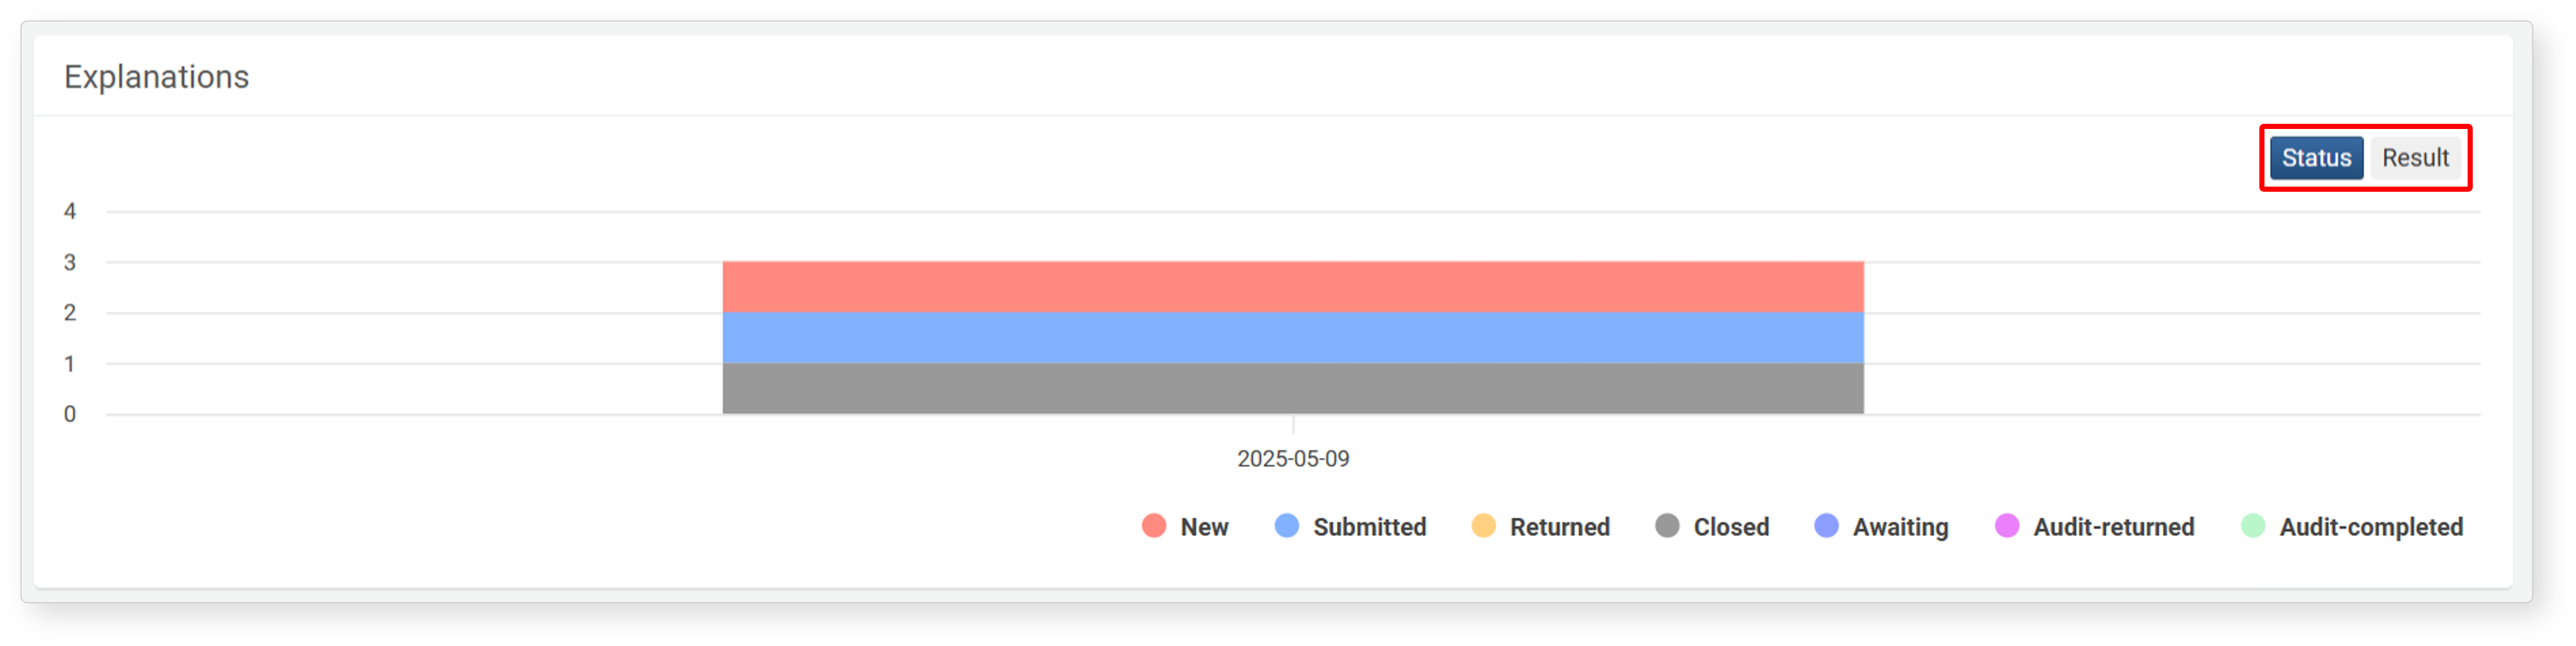 Explanations
Status Result
4
3
2
1
0
2025-05-09
New Submitted Returned Closed Awaiting Audit-returned Audit-completed